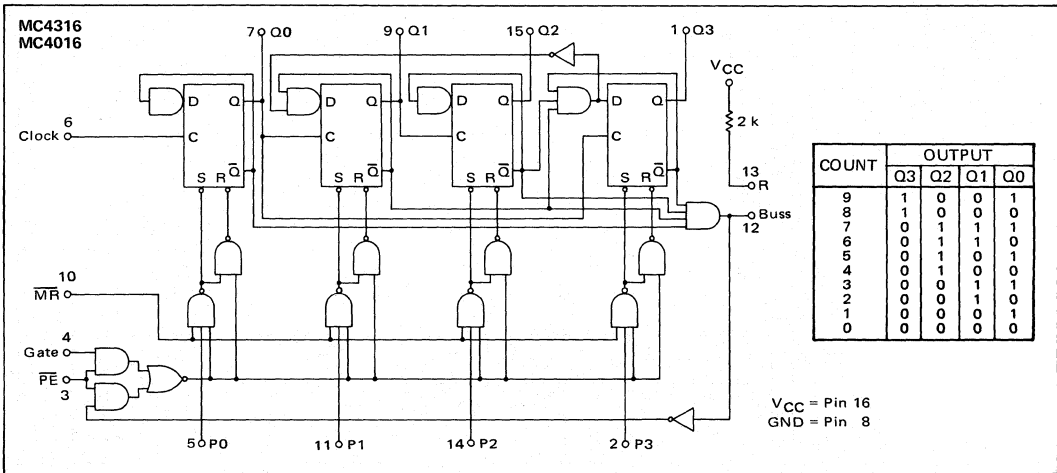 MC4316
MC4016
7 Q0
9 Q1
15 Q2
1 Q3
VCC
2 k
13
R
D Q
C
Q̅
S R
D Q
C
Q̅
S R
D Q
C
Q̅
S R
D Q
C
Q̅
S R
6
Clock
Buss
12
10
M̅R̅
4
Gate
P̅E̅
3
5 P0
11 P1
14 P2
2 P3
COUNT OUTPUT
Q3 Q2 Q1 Q0
9 1 0 0 1
8 1 0 0 0
7 0 1 1 1
6 0 1 1 0
5 0 1 0 1
4 0 1 0 0
3 0 0 1 1
2 0 0 1 0
1 0 0 0 1
0 0 0 0 0
VCC = Pin 16
GND = Pin 8